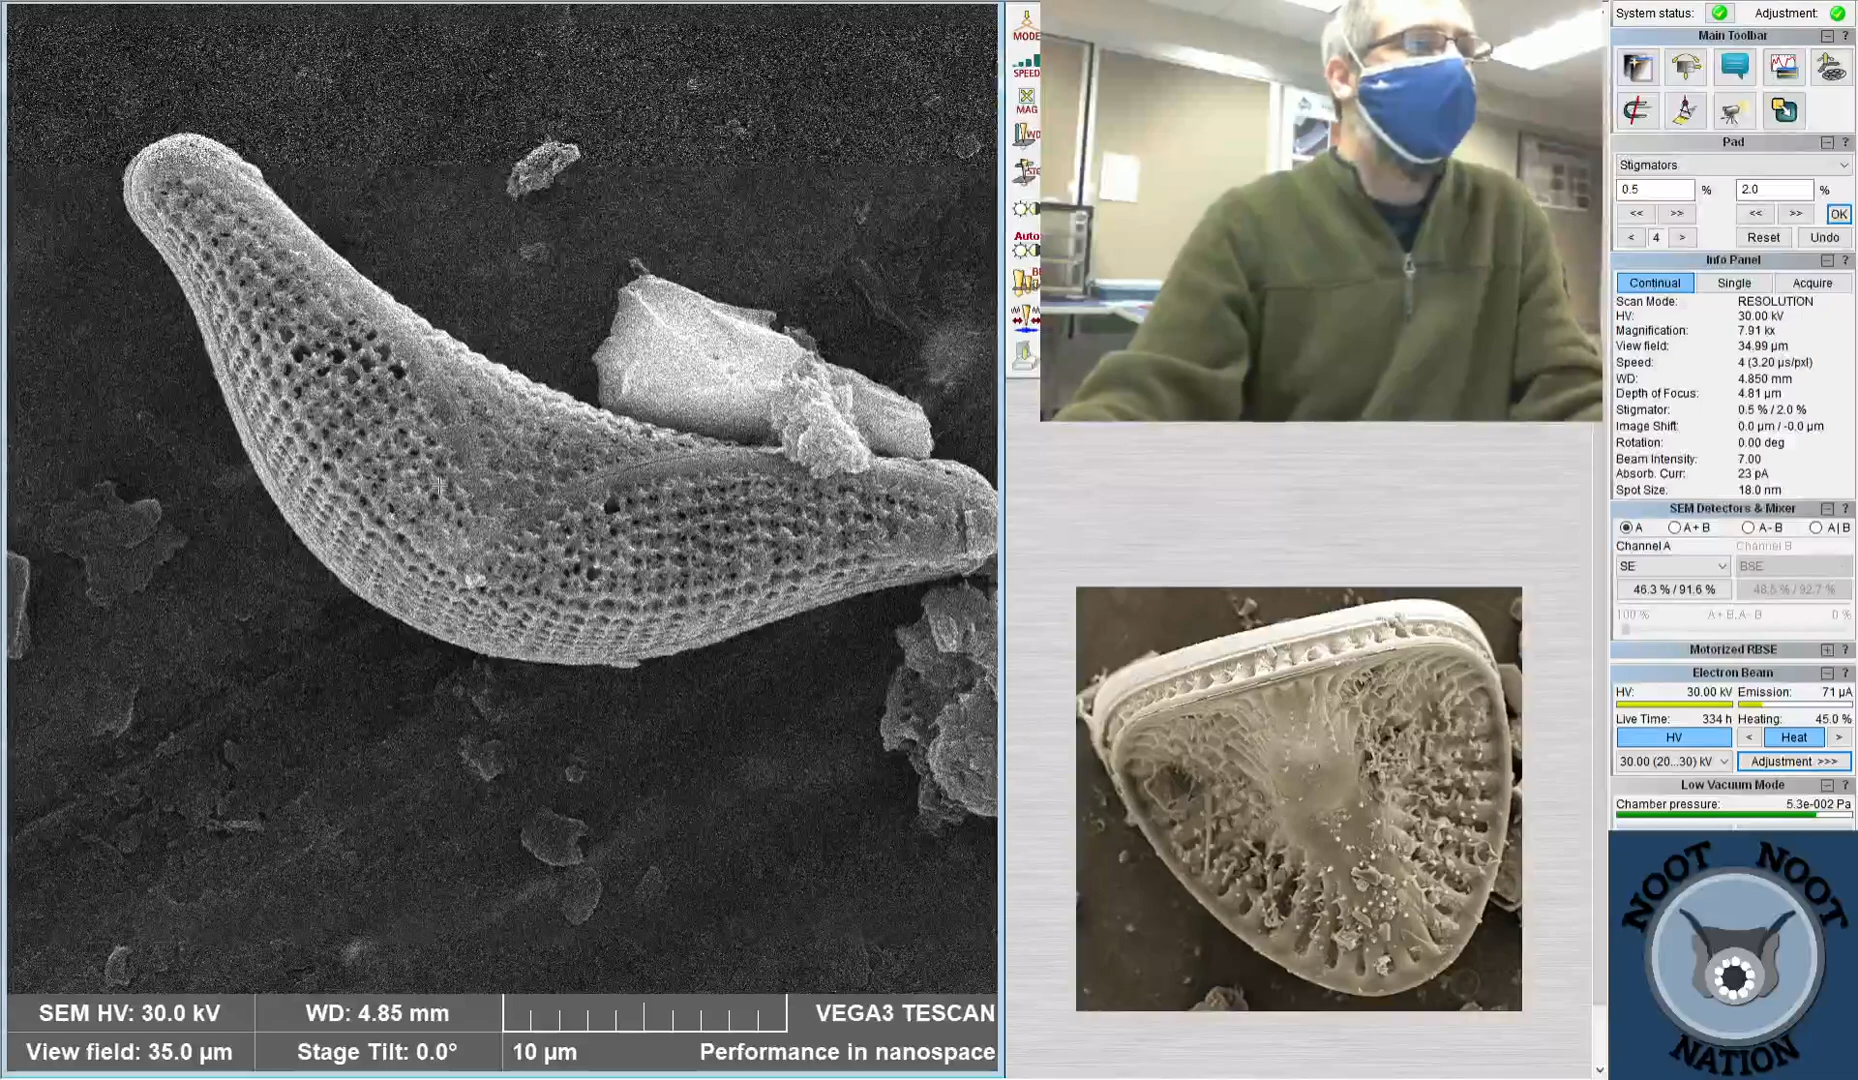 SEM HV: 30.0 kV
WD: 4.85 mm
VEGA3 TESCAN
View field: 35.0 µm
Stage Tilt: 0.0°
10 µm
Performance in nanospace
MODE
SPEED
MAG
WD
Auto
System status:
Adjustment:
Main Toolbar
Pad
Stigmators
0.5 %
2.0 %
<< >> << >> OK
< 4 > Reset Undo
Info Panel
Continual Single Acquire
Scan Mode: RESOLUTION
HV: 30.00 kV
Magnification: 7.91 kx
View field: 34.99 µm
Speed: 4 (3.20 µs/pxl)
WD: 4.850 mm
Depth of Focus: 4.81 µm
Stigmator: 0.5 % / 2.0 %
Image Shift: 0.0 µm / -0.0 µm
Rotation: 0.00 deg
Beam Intensity: 7.00
Absorb. Curr: 23 pA
Spot Size: 18.0 nm
SEM Detectors & Mixer
A A + B A - B A | B
Channel A Channel B
SE BSE
46.3 % / 91.6 % 48.5 % / 92.7 %
100 % A + B, A - B 0 %
Motorized RBSE
Electron Beam
HV: 30.00 kV Emission: 71 µA
Live Time: 334 h Heating: 45.0 %
HV < Heat >
30.00 (20...30) kV Adjustment >>>
Low Vacuum Mode
Chamber pressure: 5.3e-002 Pa
NOOT NOOT
NATION